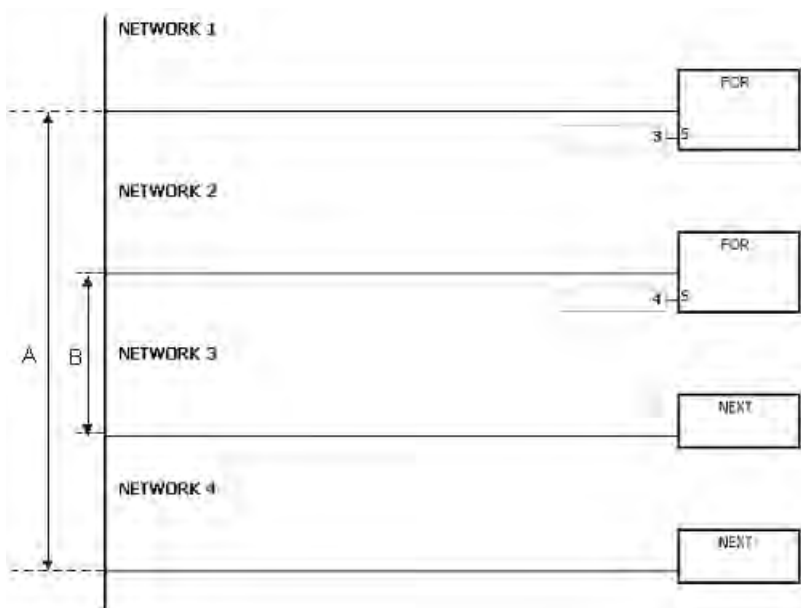 NETWORK 1
FOR
3 S
NETWORK 2
FOR
4 S
A
B
NETWORK 3
NEXT
NETWORK 4
NEXT